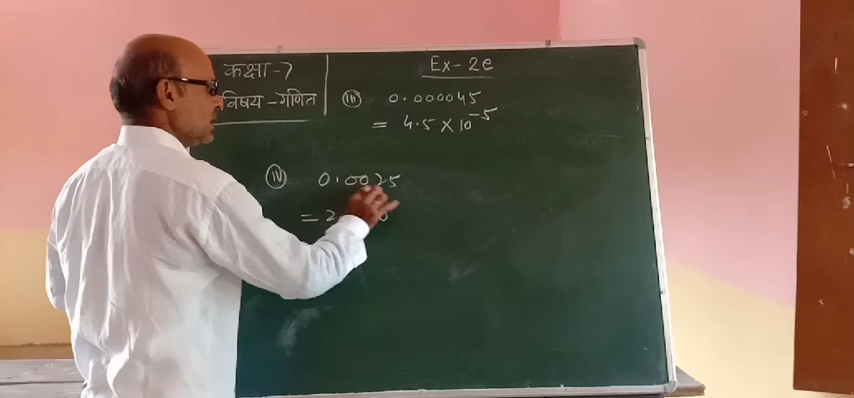 कक्षा -7
विषय - गणित
Ex-2e
(iii) 0.000045
= 4.5 × 10⁻⁵
(iv) 0.0025
= 2